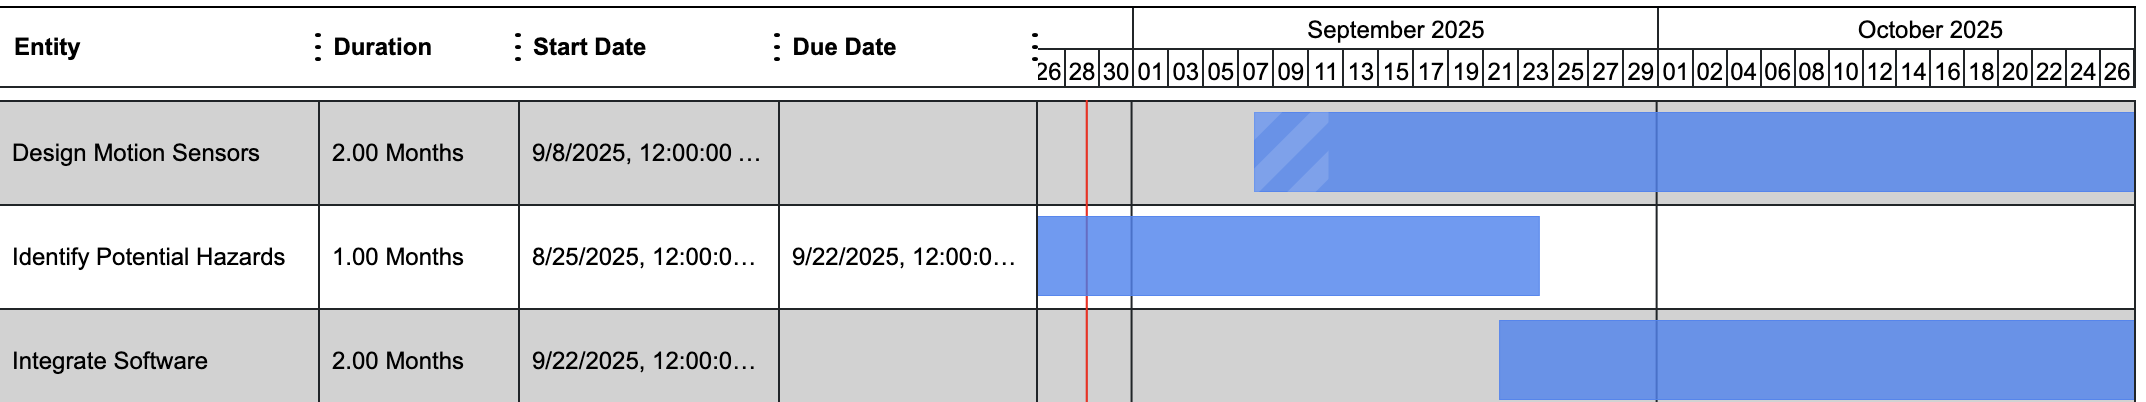 Entity Duration Start Date Due Date September 2025 October 2025
26 28 30 01 03 05 07 09 11 13 15 17 19 21 23 25 27 29 01 02 04 06 08 10 12 14 16 18 20 22 24 26
Design Motion Sensors 2.00 Months 9/8/2025, 12:00:00 …
Identify Potential Hazards 1.00 Months 8/25/2025, 12:00:0… 9/22/2025, 12:00:0…
Integrate Software 2.00 Months 9/22/2025, 12:00:0…